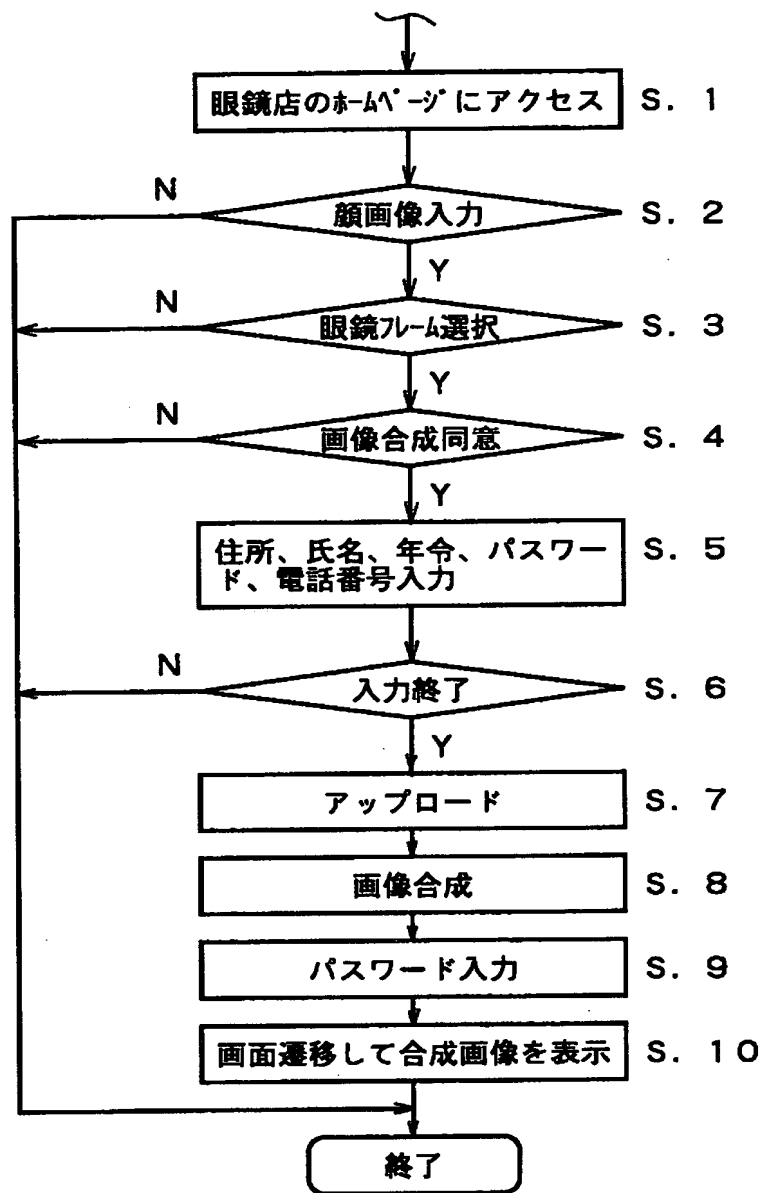 眼鏡店のﾎｰﾑﾍﾟｰｼﾞにアクセス S. 1
N
顔画像入力 S. 2
Y
N
眼鏡ﾌﾚｰﾑ選択 S. 3
Y
N
画像合成同意 S. 4
Y
住所、氏名、年令、パスワー S. 5
ド、電話番号入力
N
入力終了 S. 6
Y
アップロード S. 7
画像合成 S. 8
パスワード入力 S. 9
画面遷移して合成画像を表示 S. 10
終了